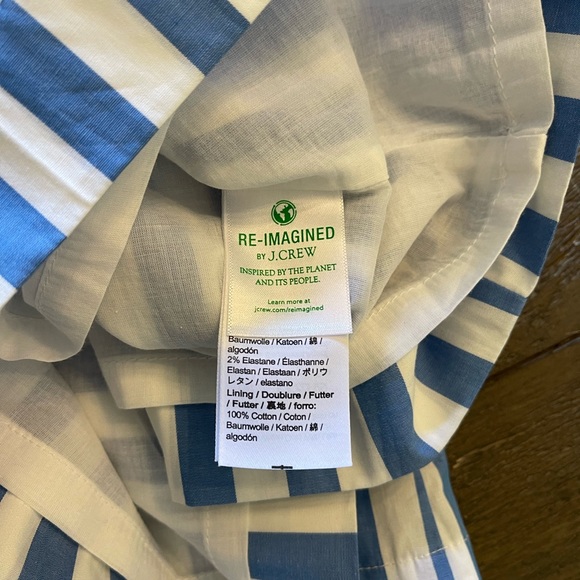 RE-IMAGINED
BY J.CREW
INSPIRED BY THE PLANET
AND ITS PEOPLE.
Learn more at
jcrew.com/reimagined
Baumwolle / Katoen / 綿 /
algodón
2% Elastane / Élasthanne /
Elastan / Elastaan / ポリウ
レタン / elastano
Lining / Doublure / Futter
/ Futter / 裏地 / forro:
100% Cotton / Coton /
Baumwolle / Katoen / 綿 /
algodón